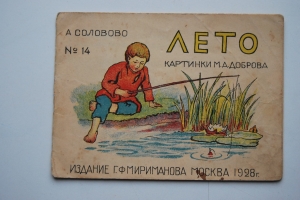 А СОЛОВОВО
№ 14
ЛЕТО
КАРТИНКИ М.А.ДОБРОВА
ИЗДАНИЕ Г.Ф.МИРИМАНОВА МОСКВА 1928г.